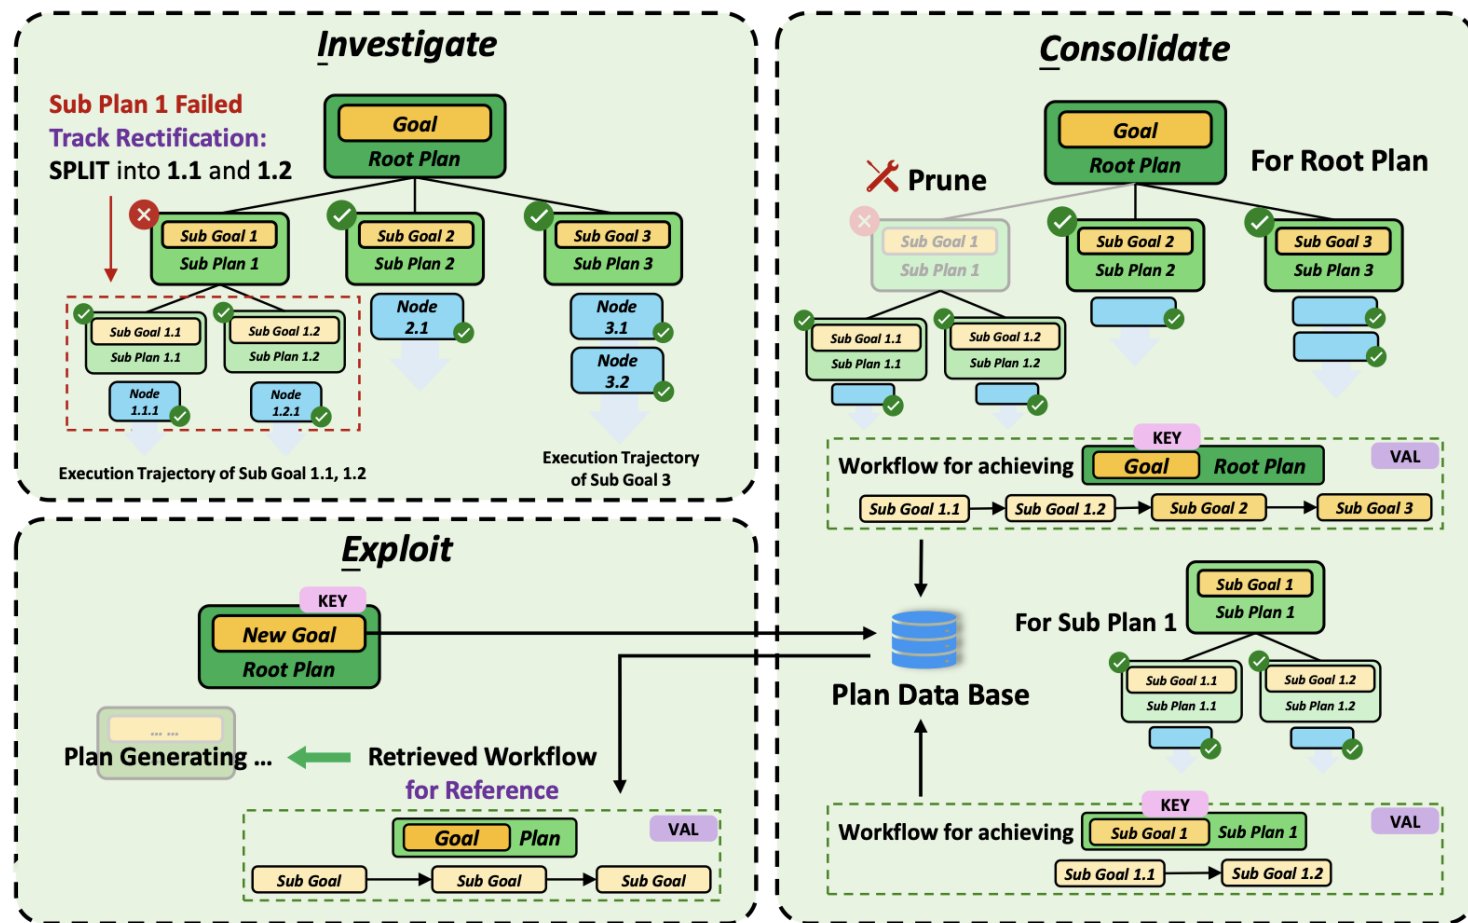 Investigate
Sub Plan 1 Failed
Track Rectification:
SPLIT into 1.1 and 1.2
Goal
Root Plan
Sub Goal 1
Sub Plan 1
Sub Goal 2
Sub Plan 2
Sub Goal 3
Sub Plan 3
Sub Goal 1.1
Sub Plan 1.1
Sub Goal 1.2
Sub Plan 1.2
Node
1.1.1
Node
1.2.1
Node
2.1
Node
3.1
Node
3.2
Execution Trajectory of Sub Goal 1.1, 1.2
Execution Trajectory
of Sub Goal 3
Consolidate
Goal
Root Plan
For Root Plan
Prune
Sub Goal 1
Sub Plan 1
Sub Goal 2
Sub Plan 2
Sub Goal 3
Sub Plan 3
Sub Goal 1.1
Sub Plan 1.1
Sub Goal 1.2
Sub Plan 1.2
KEY
VAL
Workflow for achieving Goal Root Plan
Sub Goal 1.1 Sub Goal 1.2 Sub Goal 2 Sub Goal 3
Plan Data Base
For Sub Plan 1
Sub Goal 1
Sub Plan 1
Sub Goal 1.1
Sub Plan 1.1
Sub Goal 1.2
Sub Plan 1.2
KEY
VAL
Workflow for achieving Sub Goal 1 Sub Plan 1
Sub Goal 1.1 Sub Goal 1.2
Exploit
KEY
New Goal
Root Plan
... ...
Plan Generating ...
Retrieved Workflow
for Reference
VAL
Goal Plan
Sub Goal Sub Goal Sub Goal